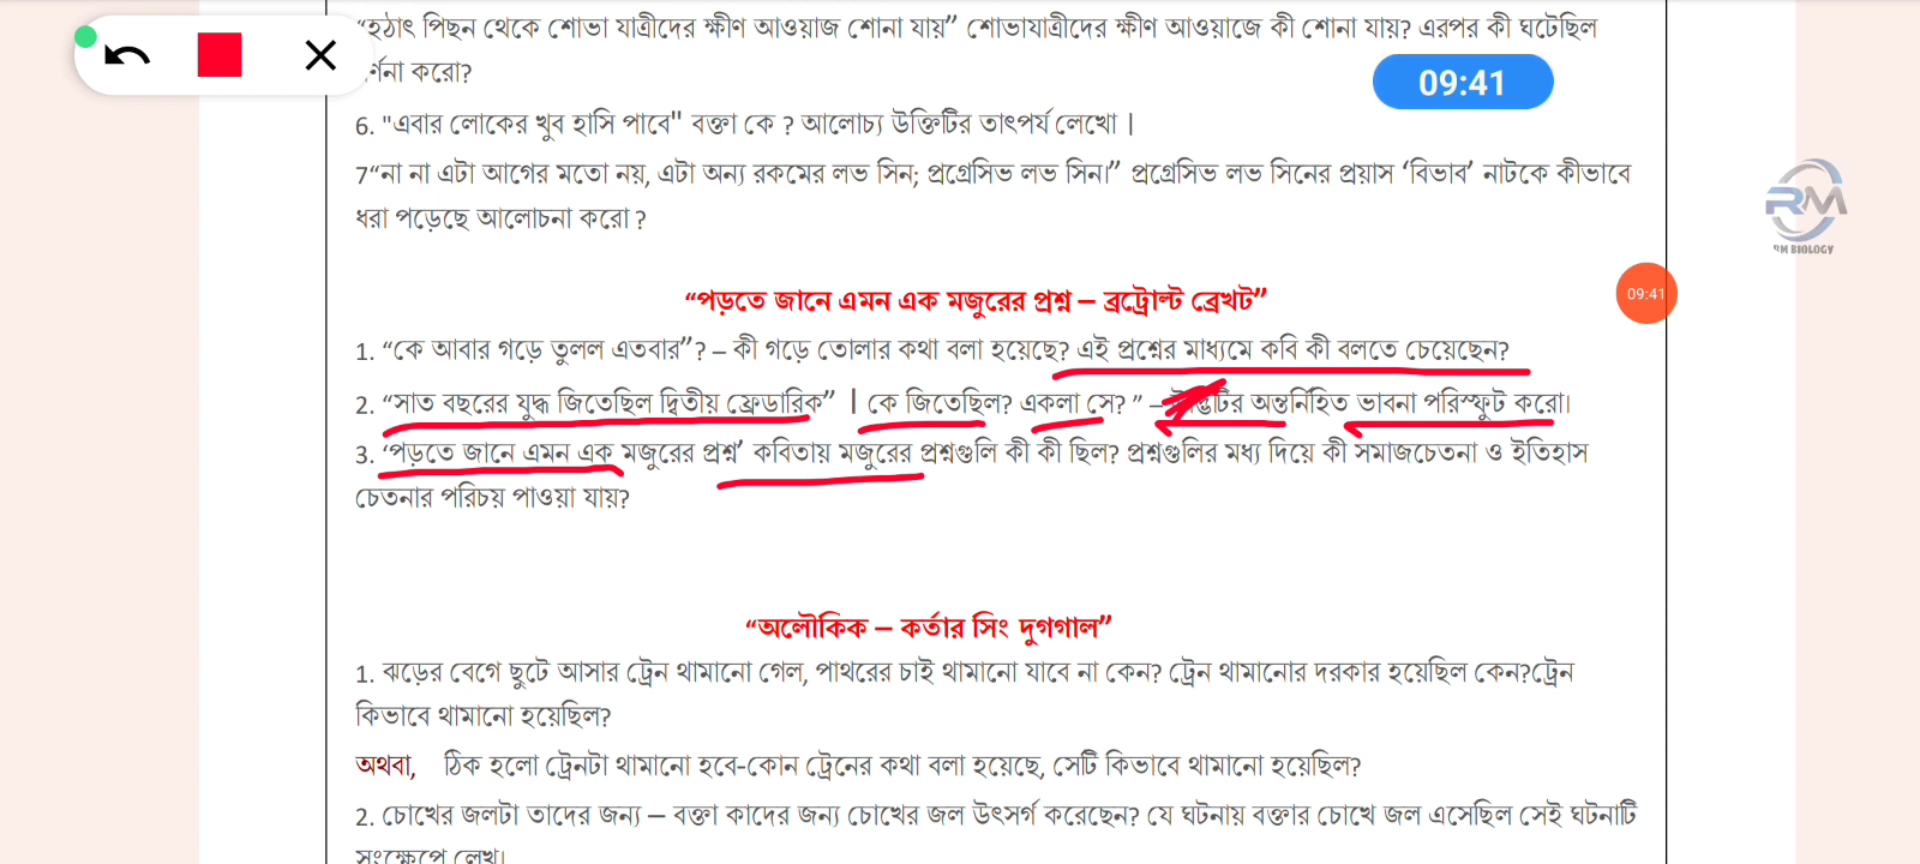 “হঠাৎ পিছন থেকে শোভা যাত্রীদের ক্ষীণ আওয়াজ শোনা যায়” শোভাযাত্রীদের ক্ষীণ আওয়াজে কী শোনা যায়? এরপর কী ঘটেছিল
করো?
09:41
6. "এবার লোকের খুব হাসি পাবে" বক্তা কে ? আলোচ্য উক্তিটির তাৎপর্য লেখো |
7“না না এটা আগের মতো নয়, এটা অন্য রকমের লভ সিন; প্রগ্রেসিভ লভ সিন।” প্রগ্রেসিভ লভ সিনের প্রয়াস ‘বিভাব’ নাটকে কীভাবে
ধরা পড়েছে আলোচনা করো ?
RM
RM BIOLOGY
“পড়তে জানে এমন এক মজুরের প্রশ্ন – ব্রট্রোল্ট ব্রেখট”
09:41
1. “কে আবার গড়ে তুলল এতবার”? – কী গড়ে তোলার কথা বলা হয়েছে? এই প্রশ্নের মাধ্যমে কবি কী বলতে চেয়েছেন?
2. “সাত বছরের যুদ্ধ জিতেছিল দ্বিতীয় ফ্রেডারিক” | কে জিতেছিল? একলা সে? ” – অন্তর্নিহিত ভাবনা পরিস্ফুট করো।
3. ‘পড়তে জানে এমন এক মজুরের প্রশ্ন’ কবিতায় মজুরের প্রশ্নগুলি কী কী ছিল? প্রশ্নগুলির মধ্য দিয়ে কী সমাজচেতনা ও ইতিহাস
চেতনার পরিচয় পাওয়া যায়?
“অলৌকিক – কর্তার সিং দুগগাল”
1. ঝড়ের বেগে ছুটে আসার ট্রেন থামানো গেল, পাথরের চাই থামানো যাবে না কেন? ট্রেন থামানোর দরকার হয়েছিল কেন?ট্রেন
কিভাবে থামানো হয়েছিল?
অথবা, ঠিক হলো ট্রেনটা থামানো হবে-কোন ট্রেনের কথা বলা হয়েছে, সেটি কিভাবে থামানো হয়েছিল?
2. চোখের জলটা তাদের জন্য – বক্তা কাদের জন্য চোখের জল উৎসর্গ করেছেন? যে ঘটনায় বক্তার চোখে জল এসেছিল সেই ঘটনাটি
সংক্ষেপে লেখ।